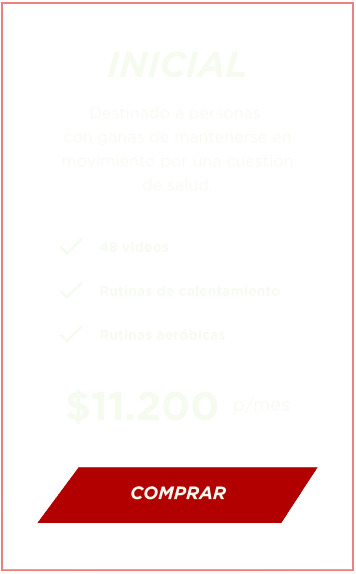 INICIAL
Destinado a personas
con ganas de mantenerse en
movimiento por una cuestión
de salud
48 videos
Rutinas de calentamiento
Rutinas aeróbicas
$11.200 p/mes
COMPRAR